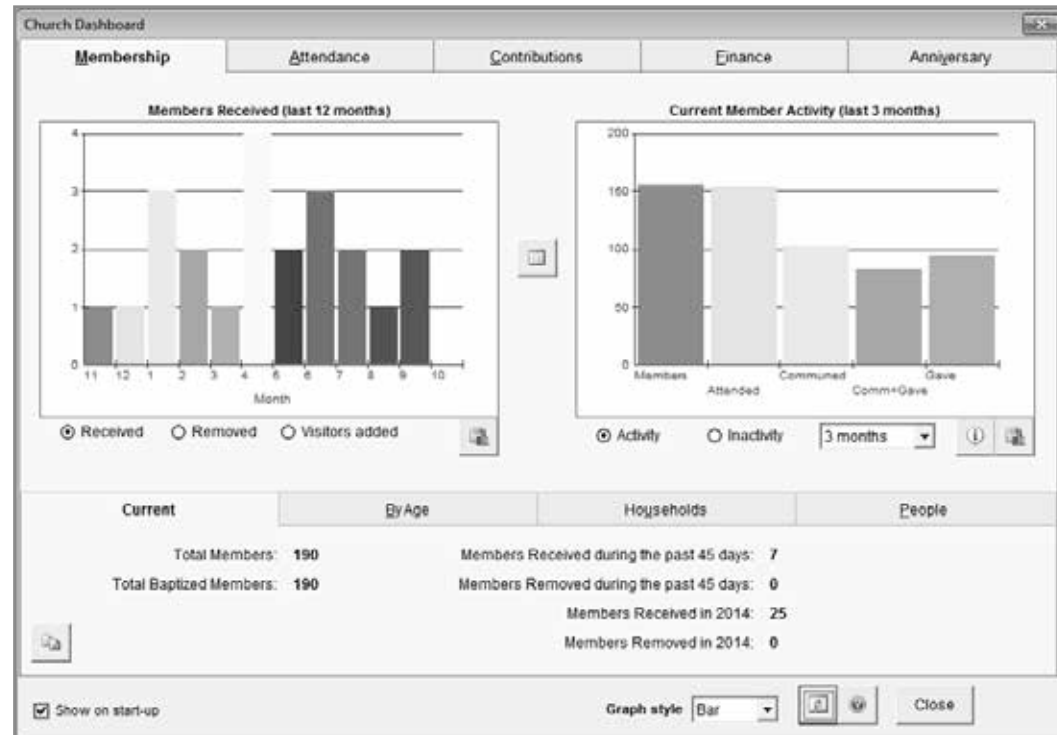 Church Dashboard
Membership Attendance Contributions Finance Anniversary
Members Received (last 12 months)
4
3
2
1
0
11 12 1 2 3 4 5 6 7 8 9 10
Month
Received Removed Visitors added
Current Member Activity (last 3 months)
200
150
100
50
0
Members Communed Gave
Attended Comm+Gave
Activity Inactivity 3 months
Current By Age Households People
Total Members: 190 Members Received during the past 45 days: 7
Total Baptized Members: 190 Members Removed during the past 45 days: 0
Members Received in 2014: 25
Members Removed in 2014: 0
Show on start-up Graph style Bar Close